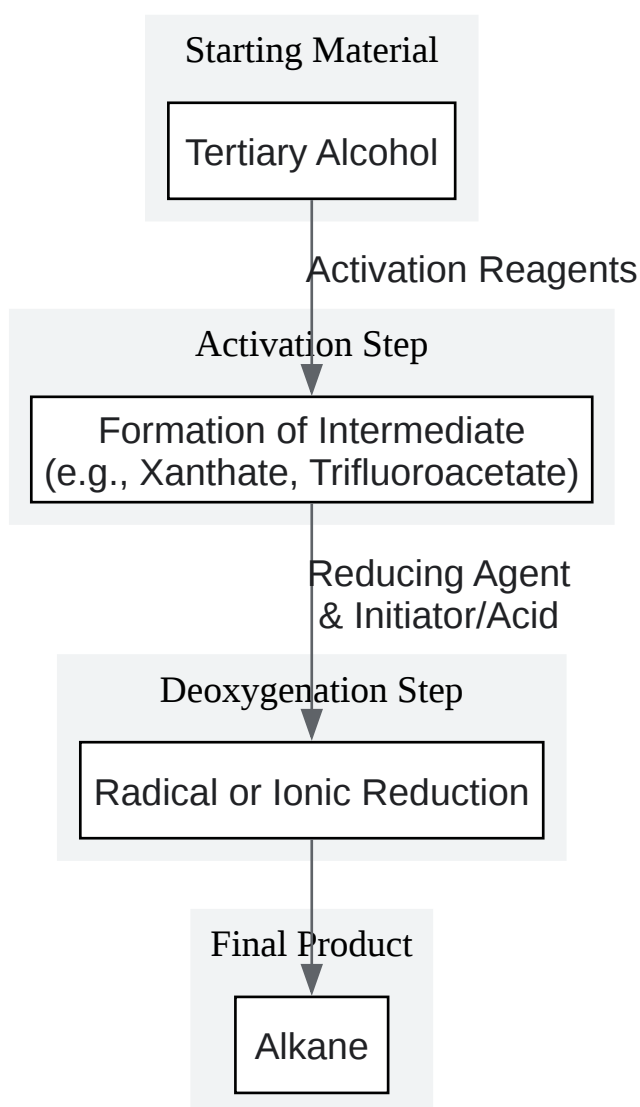 Starting Material
Tertiary Alcohol
Activation Reagents
Activation Step
Formation of Intermediate
(e.g., Xanthate, Trifluoroacetate)
Reducing Agent
& Initiator/Acid
Deoxygenation Step
Radical or Ionic Reduction
Final Product
Alkane